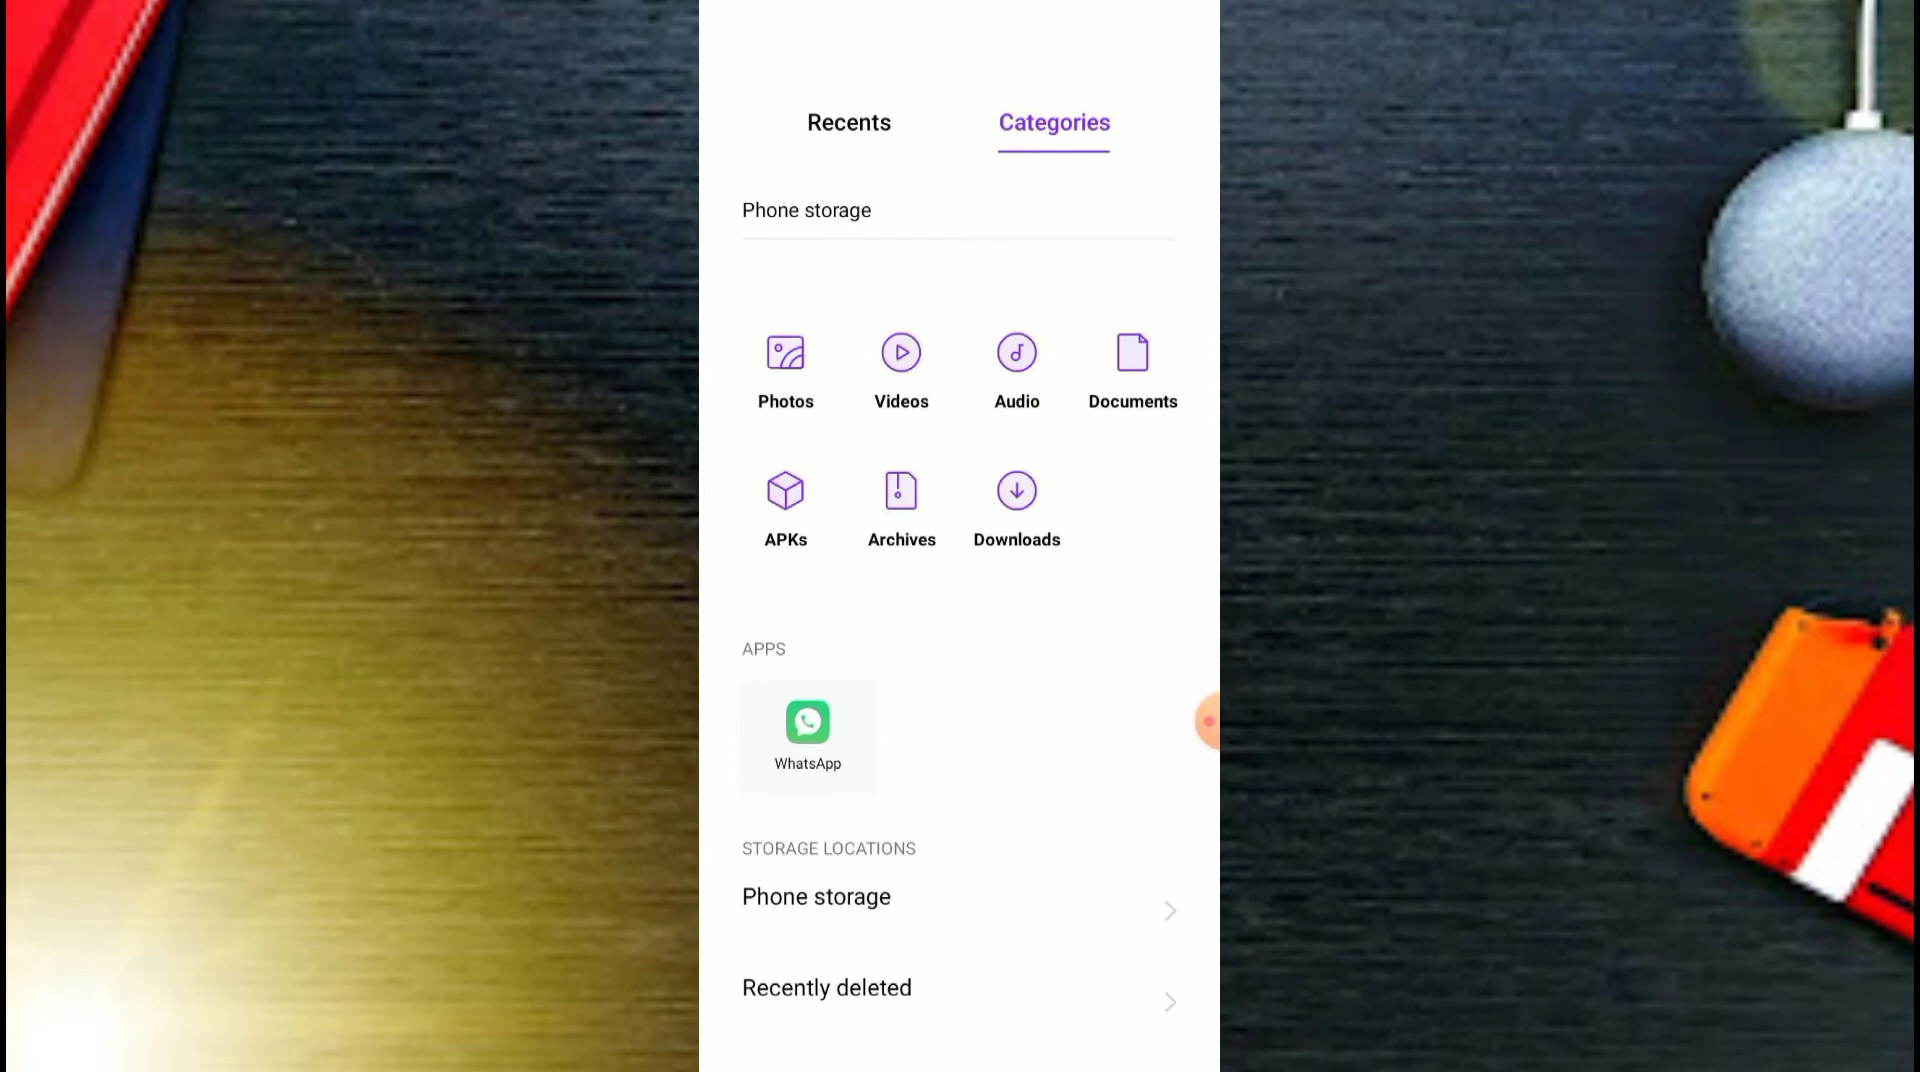 Recents Categories
Phone storage
Photos Videos Audio Documents
APKs Archives Downloads
APPS
WhatsApp
STORAGE LOCATIONS
Phone storage
Recently deleted